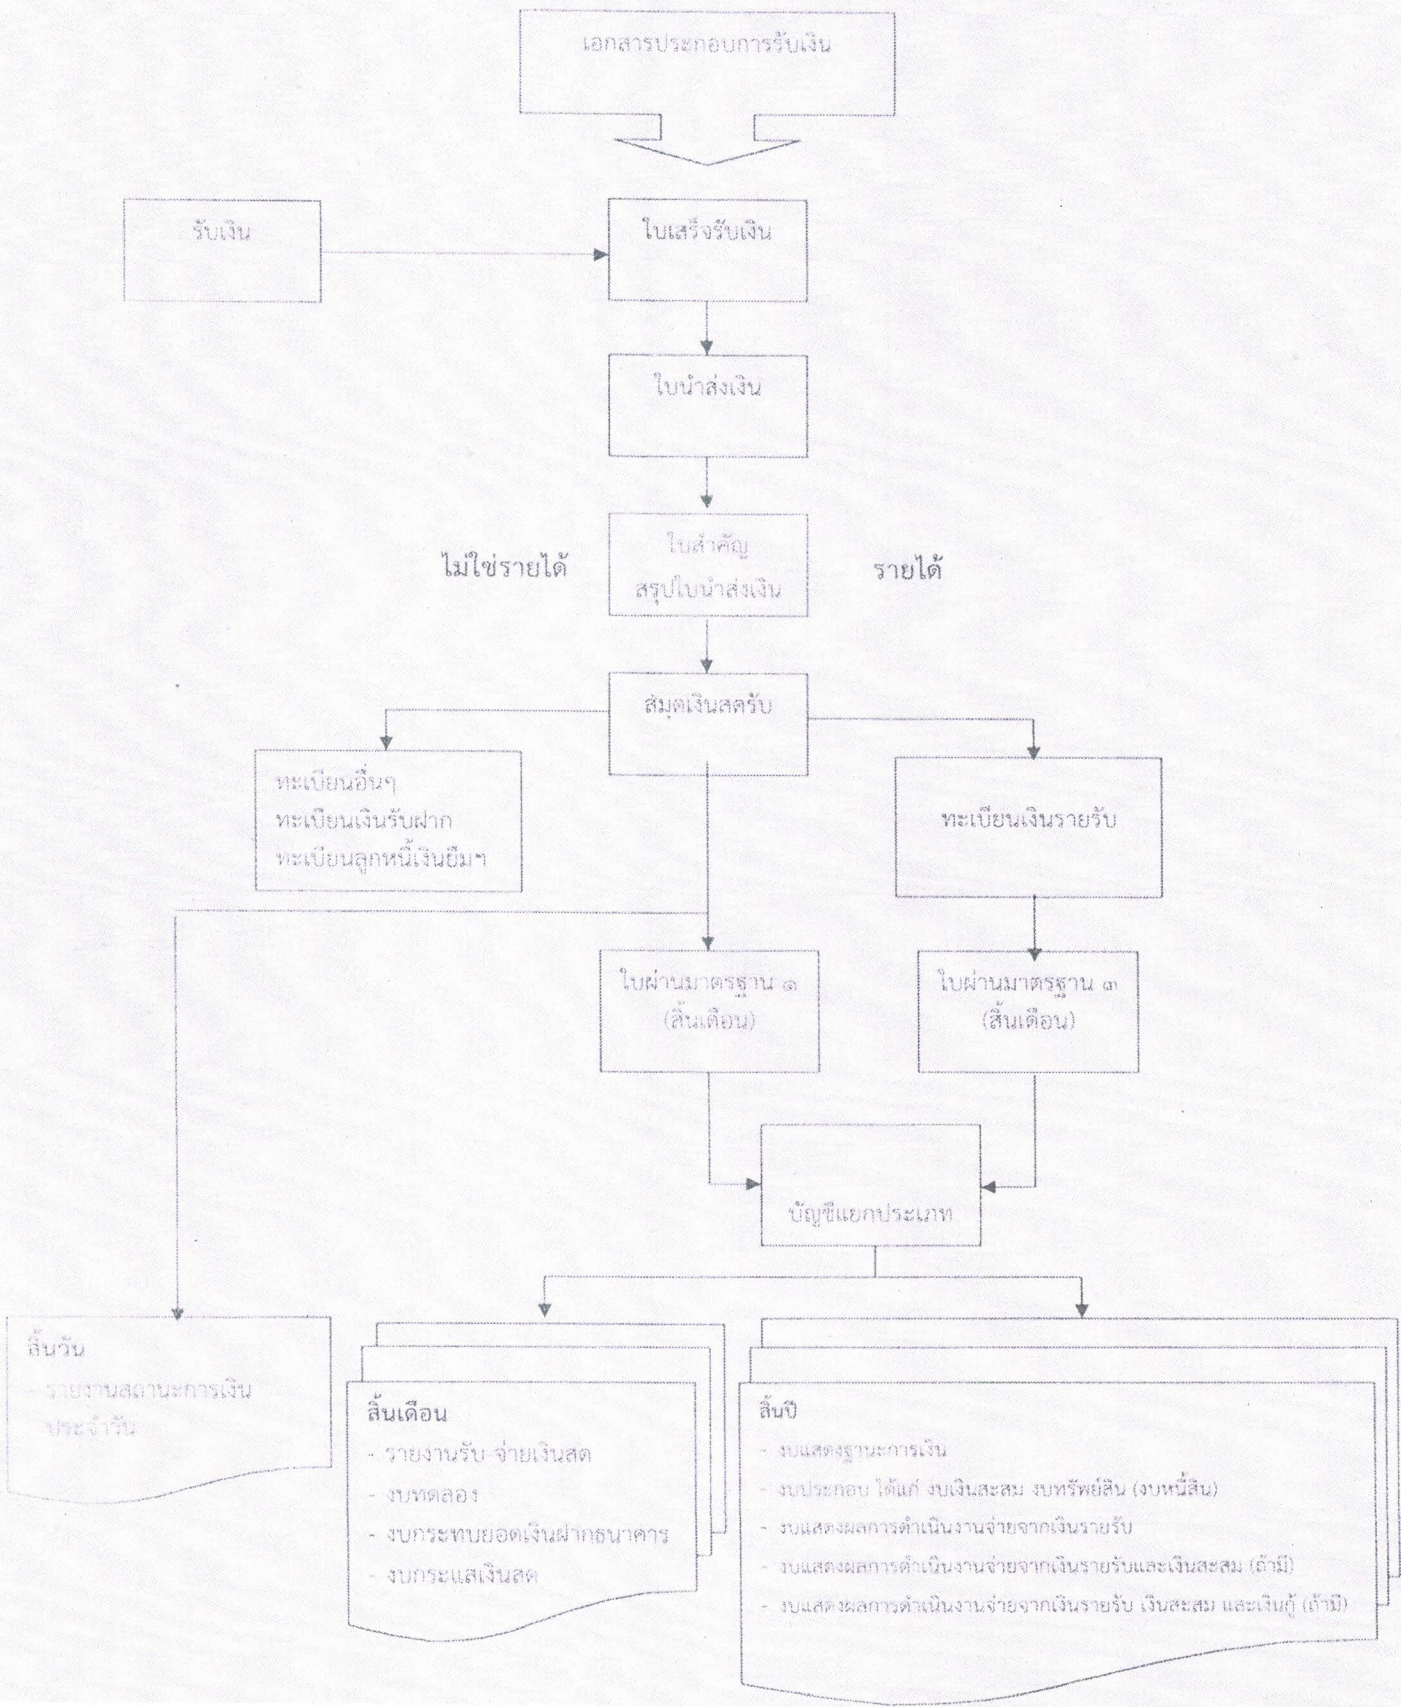 เอกสารประกอบการรับเงิน
รับเงิน
ใบเสร็จรับเงิน
ใบนำส่งเงิน
ไม่ใช่รายได้
ใบสำคัญ
สรุปใบนำส่งเงิน
รายได้
สมุดเงินสดรับ
ทะเบียนอื่นๆ
ทะเบียนเงินรับฝาก
ทะเบียนลูกหนี้เงินยืมฯ
ทะเบียนเงินรายรับ
ใบผ่านมาตรฐาน ๑
(สิ้นเดือน)
ใบผ่านมาตรฐาน ๓
(สิ้นเดือน)
บัญชีแยกประเภท
สิ้นวัน
- รายงานสถานะการเงิน
ประจำวัน
สิ้นเดือน
- รายงานรับ-จ่ายเงินสด
- งบทดลอง
- งบกระทบยอดเงินฝากธนาคาร
- งบกระแสเงินสด
สิ้นปี
- งบแสดงฐานะการเงิน
- งบประกอบ ได้แก่ งบเงินสะสม งบทรัพย์สิน (งบหนี้สิน)
- งบแสดงผลการดำเนินงานจ่ายจากเงินรายรับ
- งบแสดงผลการดำเนินงานจ่ายจากเงินรายรับและเงินสะสม (ถ้ามี)
- งบแสดงผลการดำเนินงานจ่ายจากเงินรายรับ เงินสะสม และเงินกู้ (ถ้ามี)